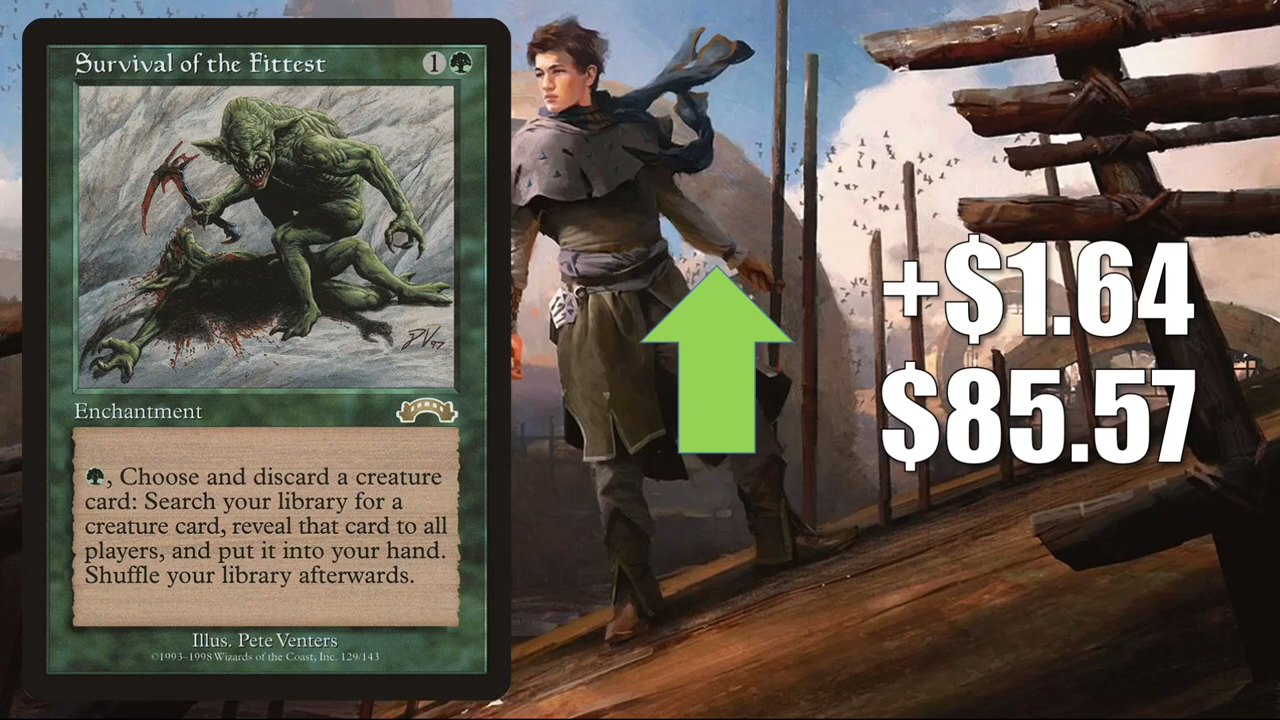 Survival of the Fittest 1
Enchantment
, Choose and discard a creature
card: Search your library for a
creature card, reveal that card to all
players, and put it into your hand.
Shuffle your library afterwards.
Illus. Pete Venters
©1993–1998 Wizards of the Coast, Inc. 129/143
+$1.64
$85.57